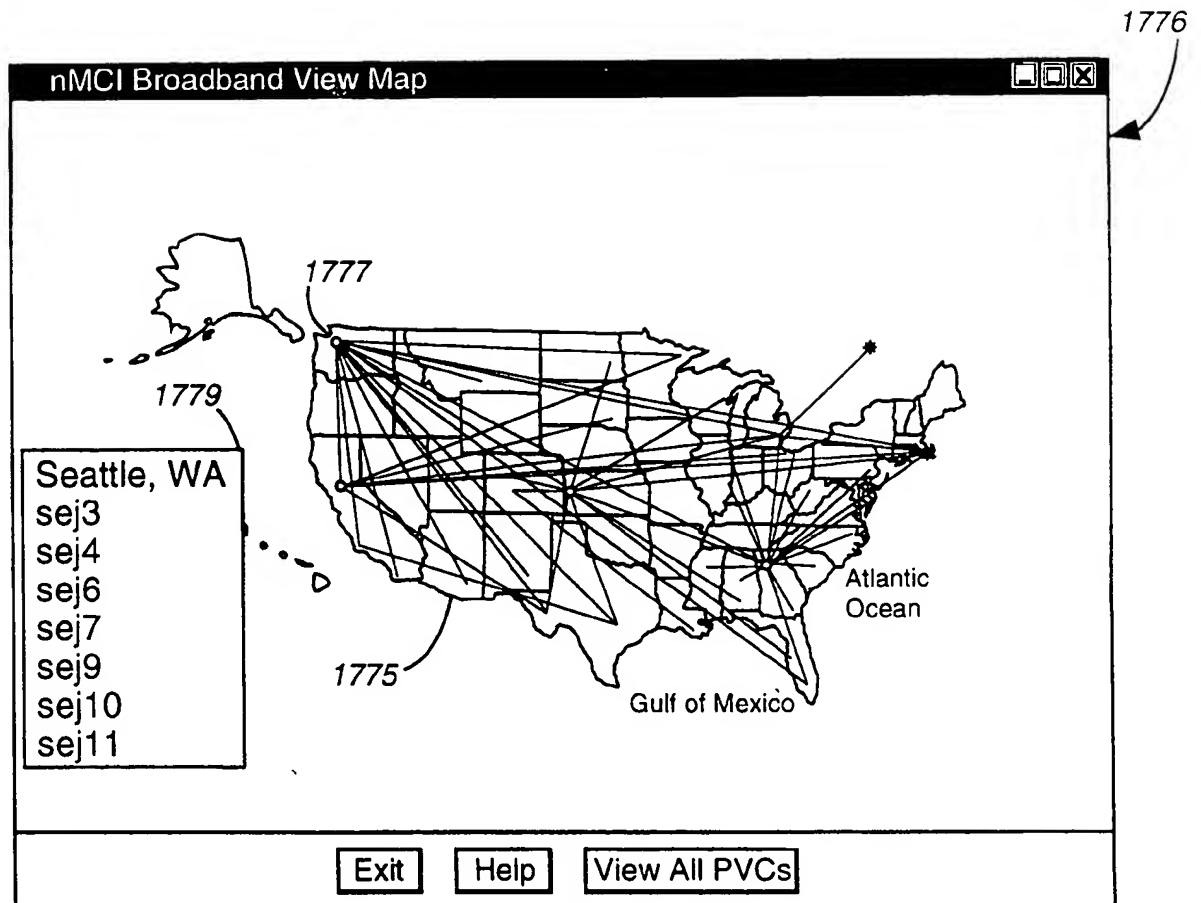 1776
nMCI Broadband View Map
1777
1779
Seattle, WA
sej3
sej4
sej6
sej7
sej9
sej10
sej11
1775
Atlantic
Ocean
Gulf of Mexico
Exit
Help
View All PVCs